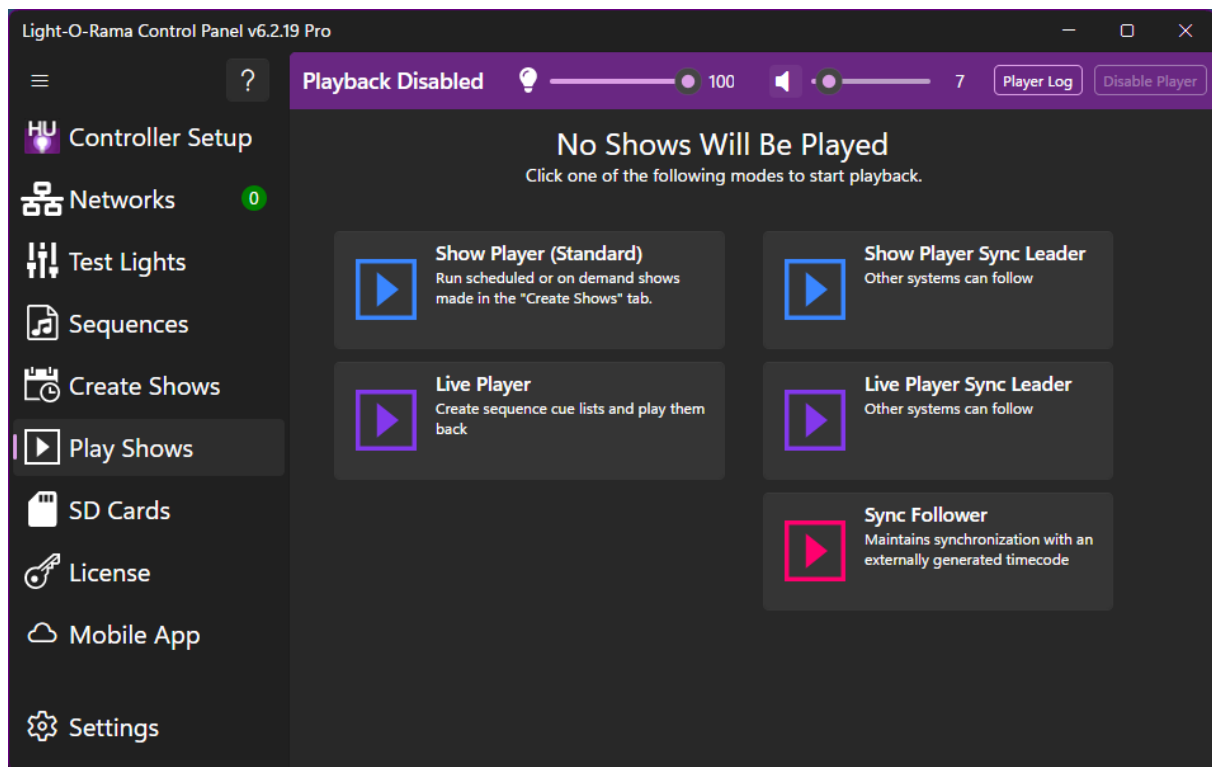 Light-O-Rama Control Panel v6.2.19 Pro
?
Playback Disabled 100 7 Player Log Disable Player
HU Controller Setup
Networks 0
Test Lights
Sequences
Create Shows
Play Shows
SD Cards
License
Mobile App
Settings
No Shows Will Be Played
Click one of the following modes to start playback.
Show Player (Standard)
Run scheduled or on demand shows
made in the "Create Shows" tab.
Show Player Sync Leader
Other systems can follow
Live Player
Create sequence cue lists and play them
back
Live Player Sync Leader
Other systems can follow
Sync Follower
Maintains synchronization with an
externally generated timecode